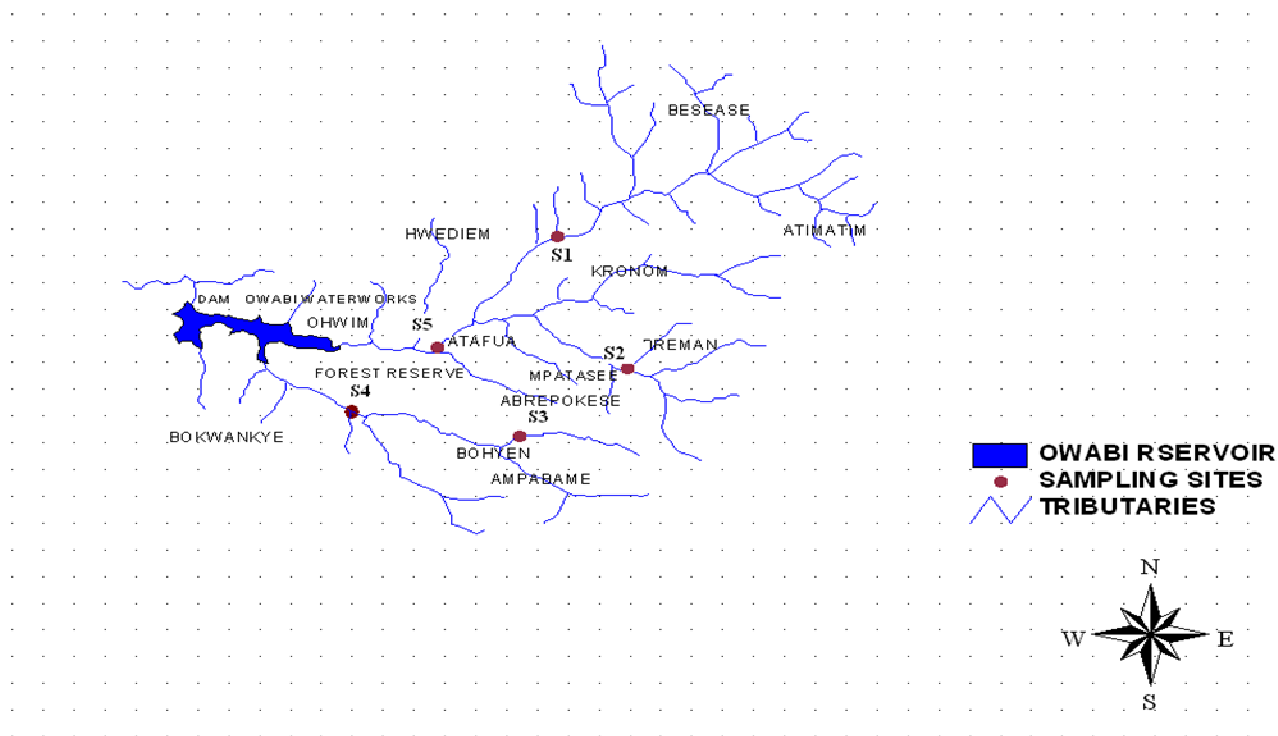 BESEASE
ATIMATIM
HWEDIEM
S1
KRONOM
DAM OWABI WATERWORKS
OHWIM
S5
ATAFUA
S2
TREMAN
FOREST RESERVE
MPATASEE
S4
ABREPOKESE
S3
BOKWANKYE
BOHYEN
AMPABAME
OWABI RSERVOIR
SAMPLING SITES
TRIBUTARIES
N
W
E
S